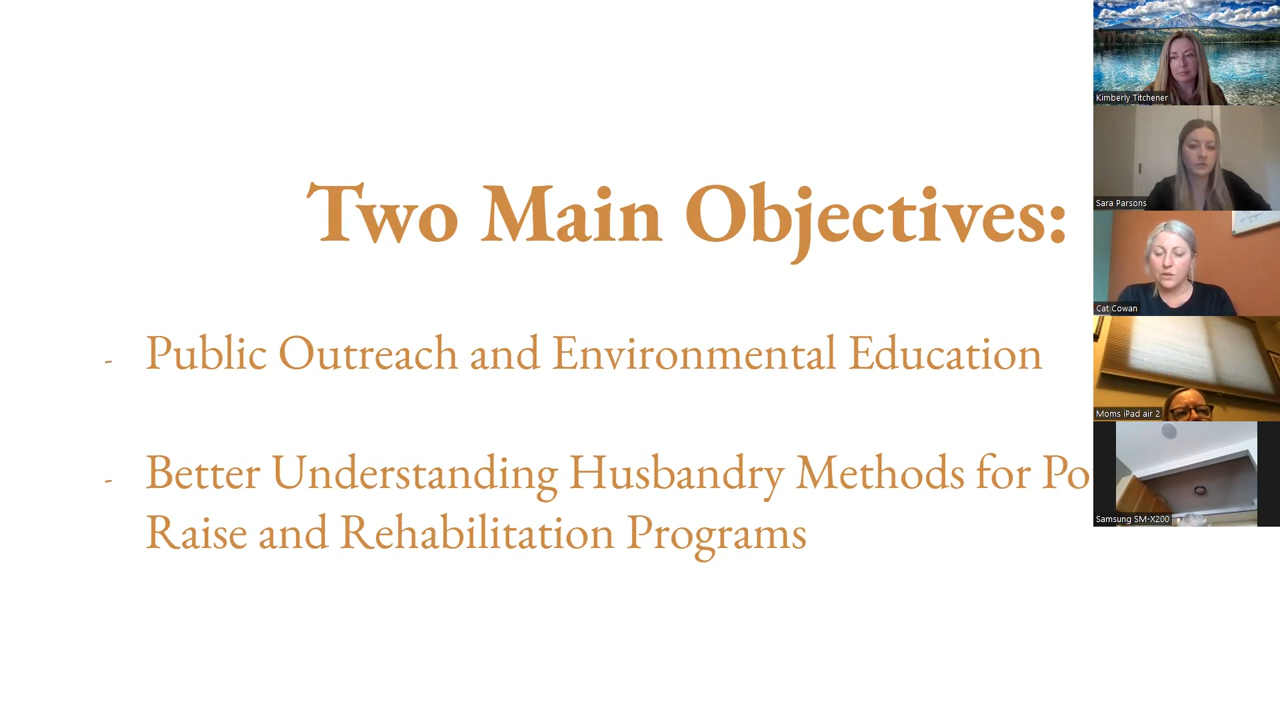 Two Main Objectives:
- Public Outreach and Environmental Education
- Better Understanding Husbandry Methods for
Raise and Rehabilitation Programs
Kimberly Titchener
Sara Parsons
Cat Cowan
Moms iPad air 2
Samsung SM-X200